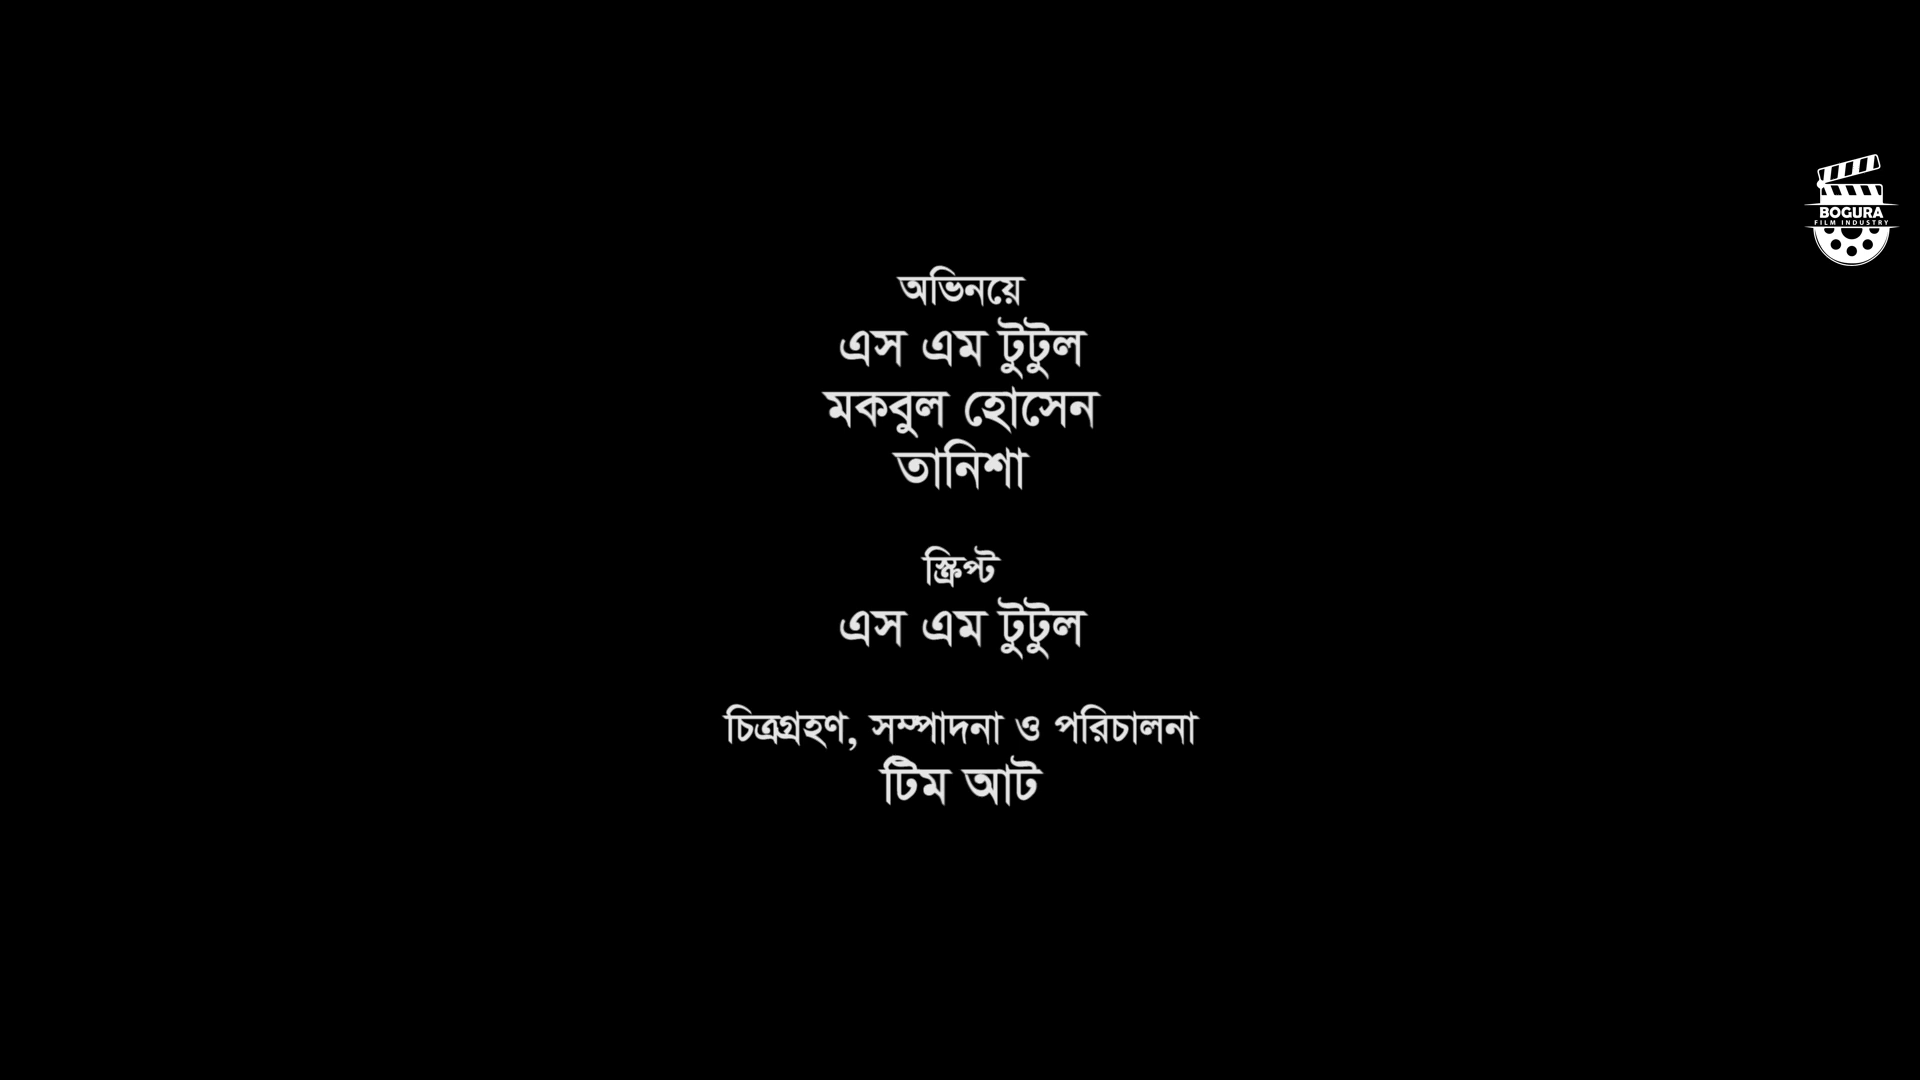 অভিনয়ে
এস এম টুটুল
মকবুল হোসেন
তানিশা
স্ক্রিপ্ট
এস এম টুটুল
চিত্রগ্রহণ, সম্পাদনা ও পরিচালনা
টিম আট
BOGURA
FILM INDUSTRY